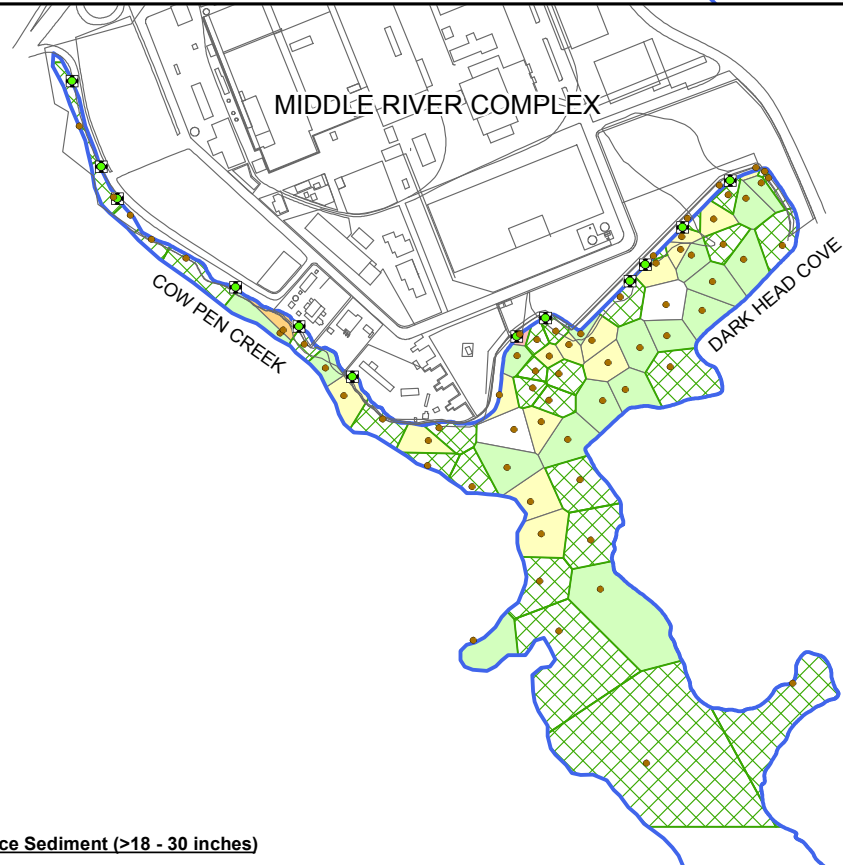 MIDDLE RIVER COMPLEX
COW PEN CREEK
DARK HEAD COVE
ce Sediment (>18 - 30 inches)